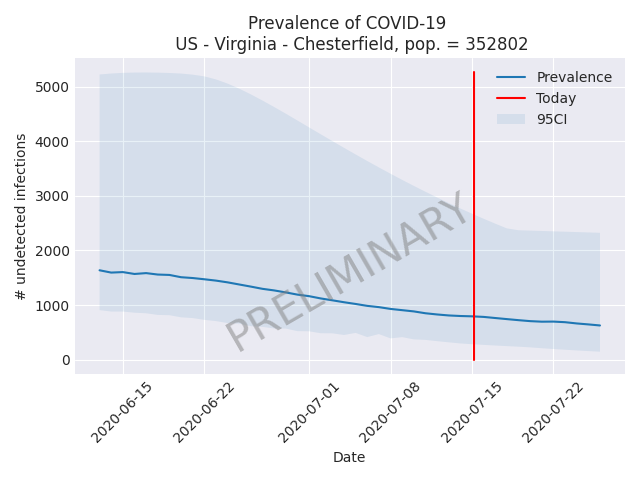 Prevalence of COVID-19
US - Virginia - Chesterfield, pop. = 352802
Prevalence
Today
95CI
5000
4000
3000
2000
1000
0
# undetected infections
PRELIMINARY
2020-06-15
2020-06-22
2020-07-01
2020-07-08
2020-07-15
2020-07-22
Date